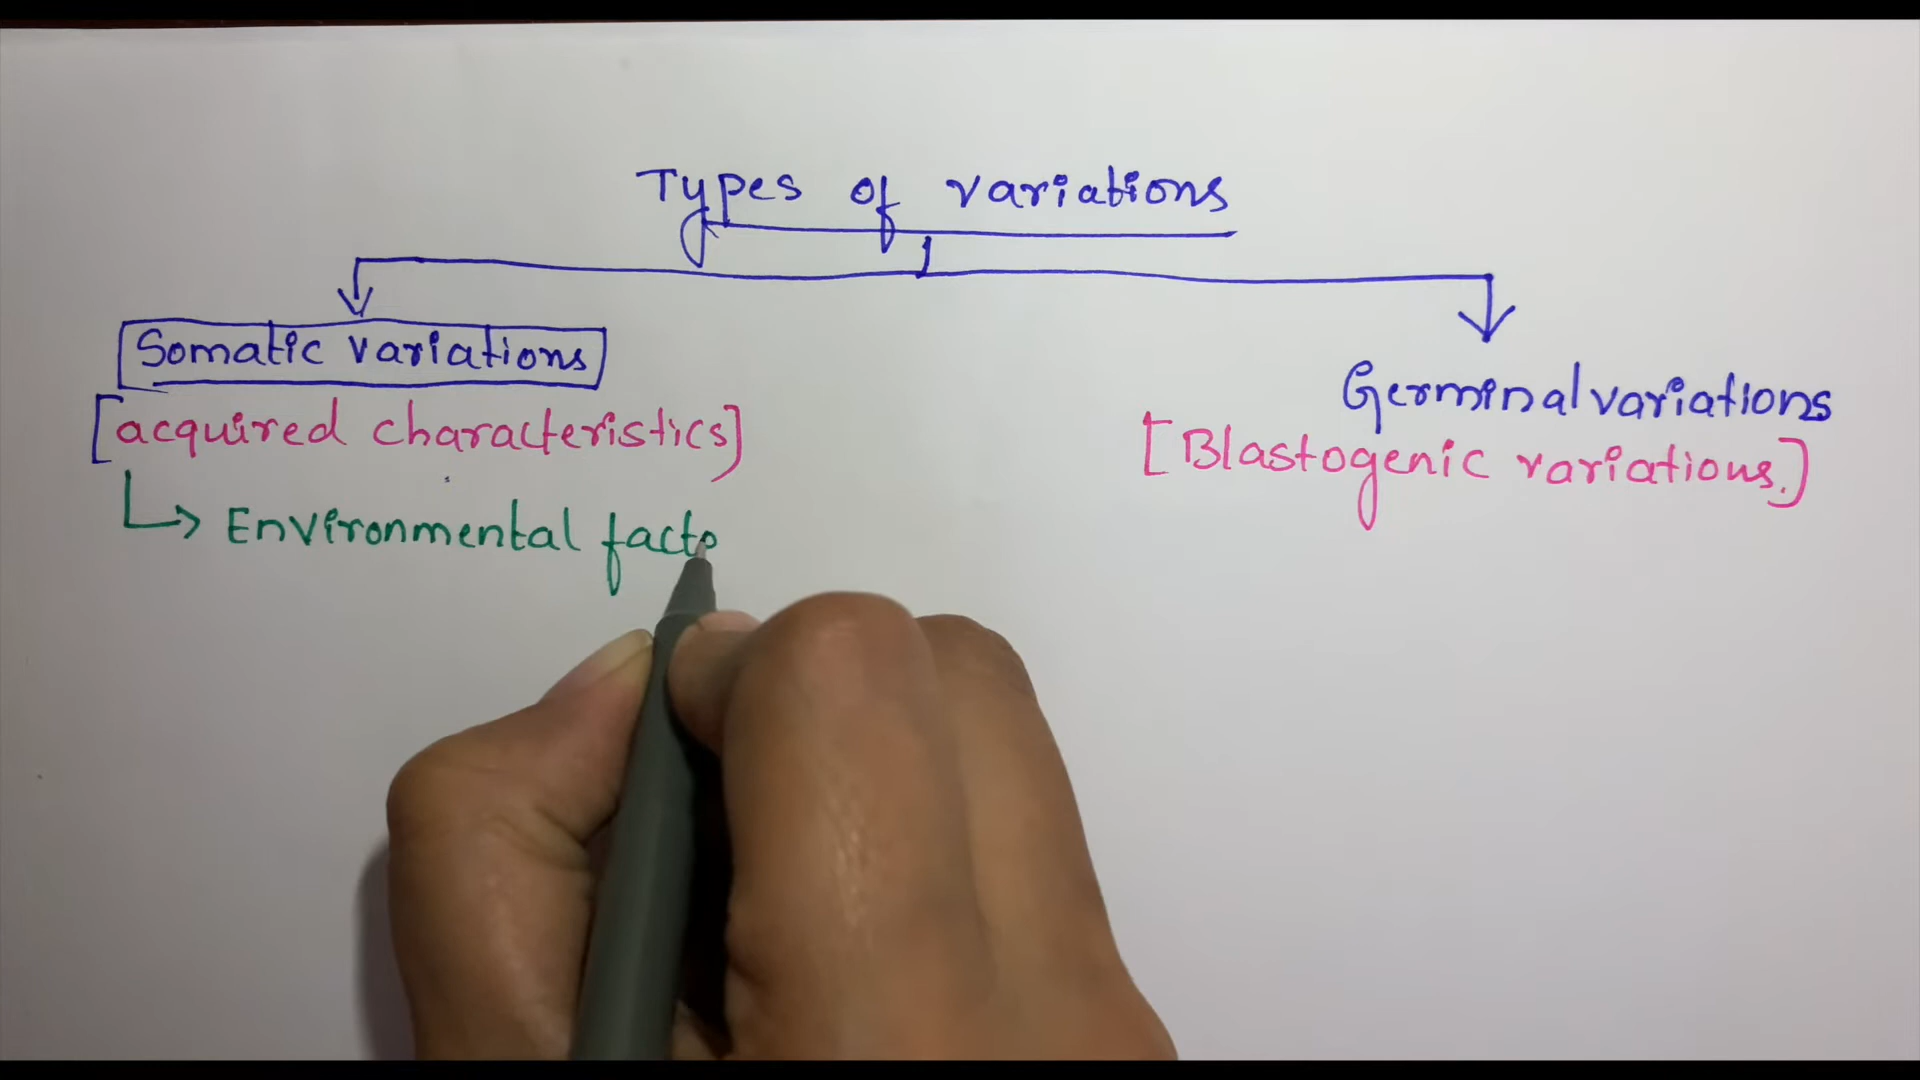 Types of variations
Somatic variations
[acquired characteristics]
Environmental facto
Germinal variations
[Blastogenic variations.]